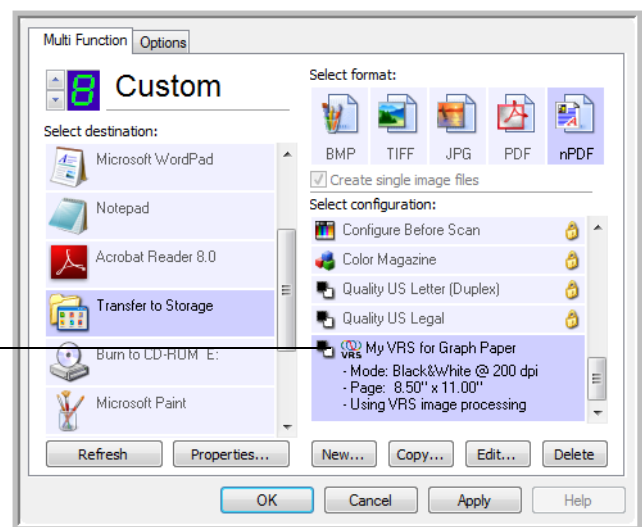 Multi Function
Options
8
Custom
Select destination:
Microsoft WordPad
Notepad
Acrobat Reader 8.0
Transfer to Storage
Burn to CD-ROM E:
Microsoft Paint
Refresh
Properties...
Select format:
BMP TIFF JPG PDF nPDF
Create single image files
Select configuration:
Configure Before Scan
Color Magazine
Quality US Letter (Duplex)
Quality US Legal
VRS My VRS for Graph Paper
- Mode: Black&White @ 200 dpi
- Page: 8.50" x 11.00"
- Using VRS image processing
New... Copy... Edit... Delete
OK Cancel Apply Help